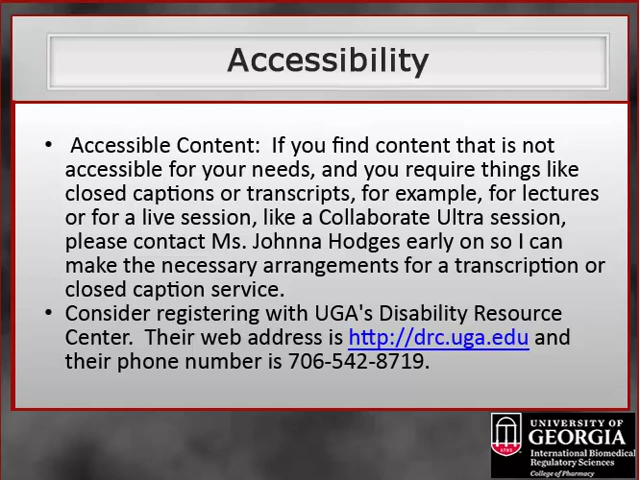 Accessibility
• Accessible Content:  If you find content that is not
accessible for your needs, and you require things like
closed captions or transcripts, for example, for lectures
or for a live session, like a Collaborate Ultra session,
please contact Ms. Johnna Hodges early on so I can
make the necessary arrangements for a transcription or
closed caption service.
• Consider registering with UGA's Disability Resource
Center.  Their web address is http://drc.uga.edu and
their phone number is 706-542-8719.
UNIVERSITY OF
GEORGIA
International Biomedical
Regulatory Sciences
College of Pharmacy